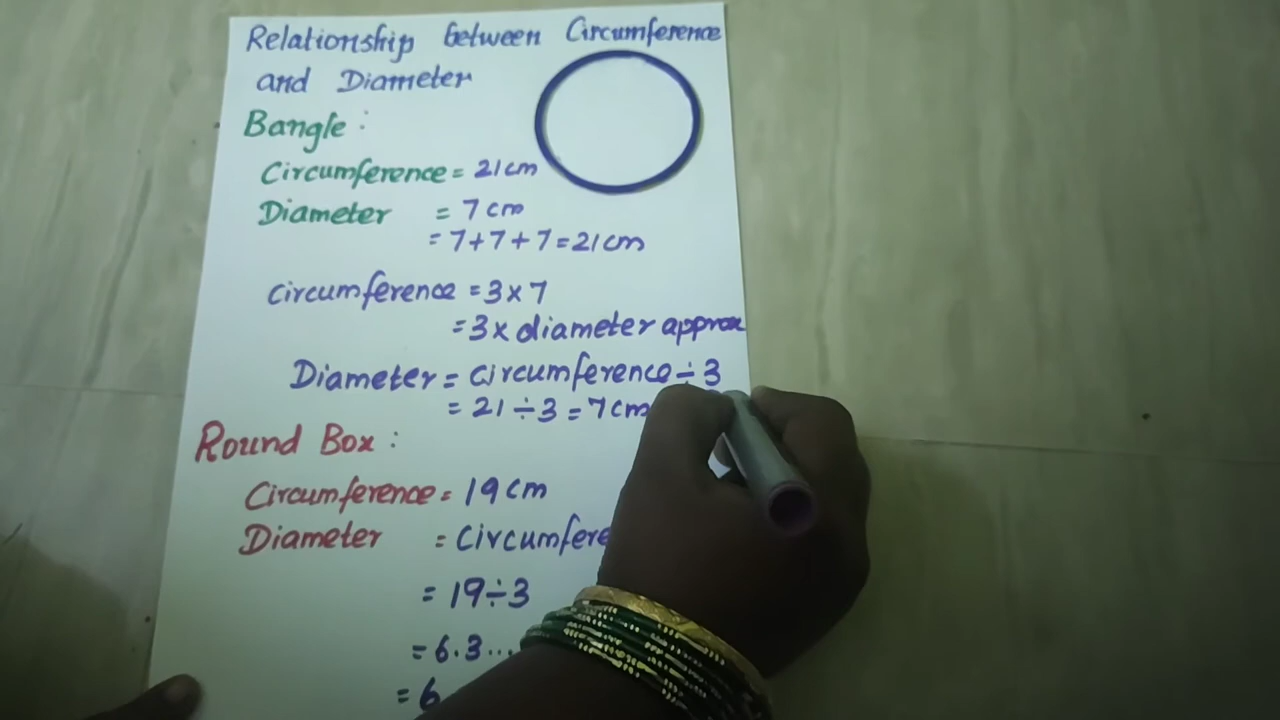 Relationship between Circumference
and Diameter
Bangle :
Circumference = 21cm
Diameter = 7cm
= 7+7+7=21cm
circumference = 3x7
=3x diameter approx
Diameter = circumference ÷ 3
= 21 ÷ 3 = 7cm
Round Box :
Circumference = 19cm
Diameter = Circumfere
= 19÷3
= 6.3...
= 6